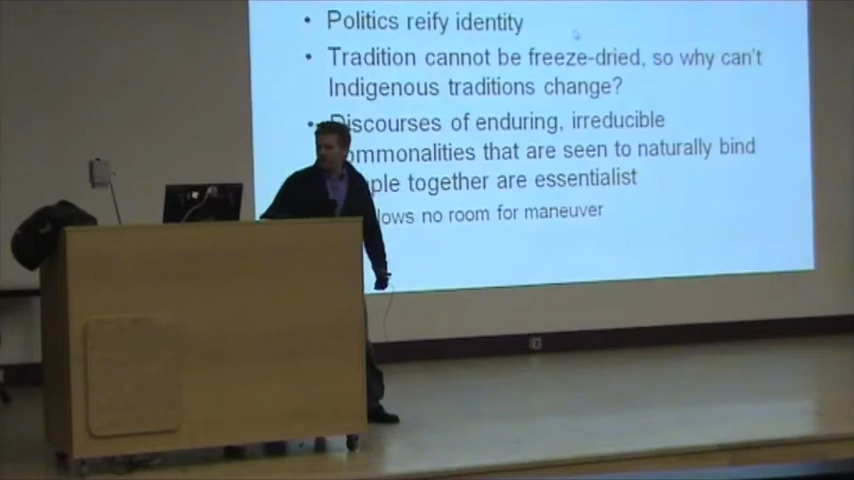 • Politics reify identity
• Tradition cannot be freeze-dried, so why can't
Indigenous traditions change?
• Discourses of enduring, irreducible
ommonalities that are seen to naturally bind
ple together are essentialist
lows no room for maneuver